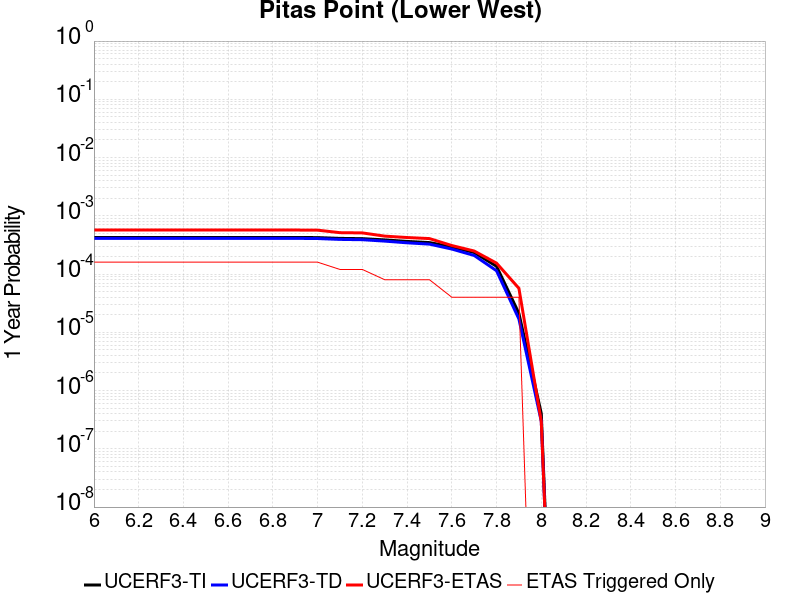 Pitas Point (Lower West)
10 0
10 -1
10 -2
10 -3
10 -4
10 -5
10 -6
10 -7
10 -8
1 Year Probability
6 6.2 6.4 6.6 6.8 7 7.2 7.4 7.6 7.8 8 8.2 8.4 8.6 8.8 9
Magnitude
UCERF3-TI UCERF3-TD UCERF3-ETAS ETAS Triggered Only